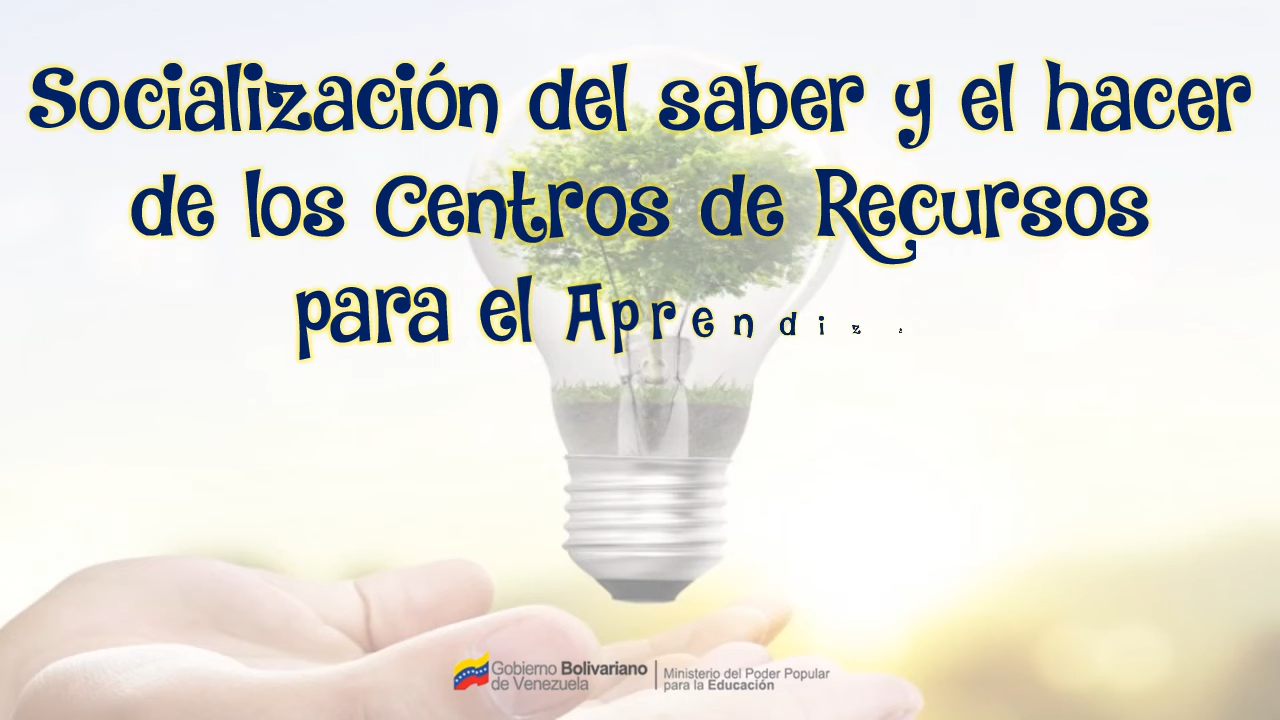 Socialización del saber y el hacer
de los Centros de Recursos
para el Aprendiza
Gobierno Bolivariano
de Venezuela
Ministerio del Poder Popular
para la Educación